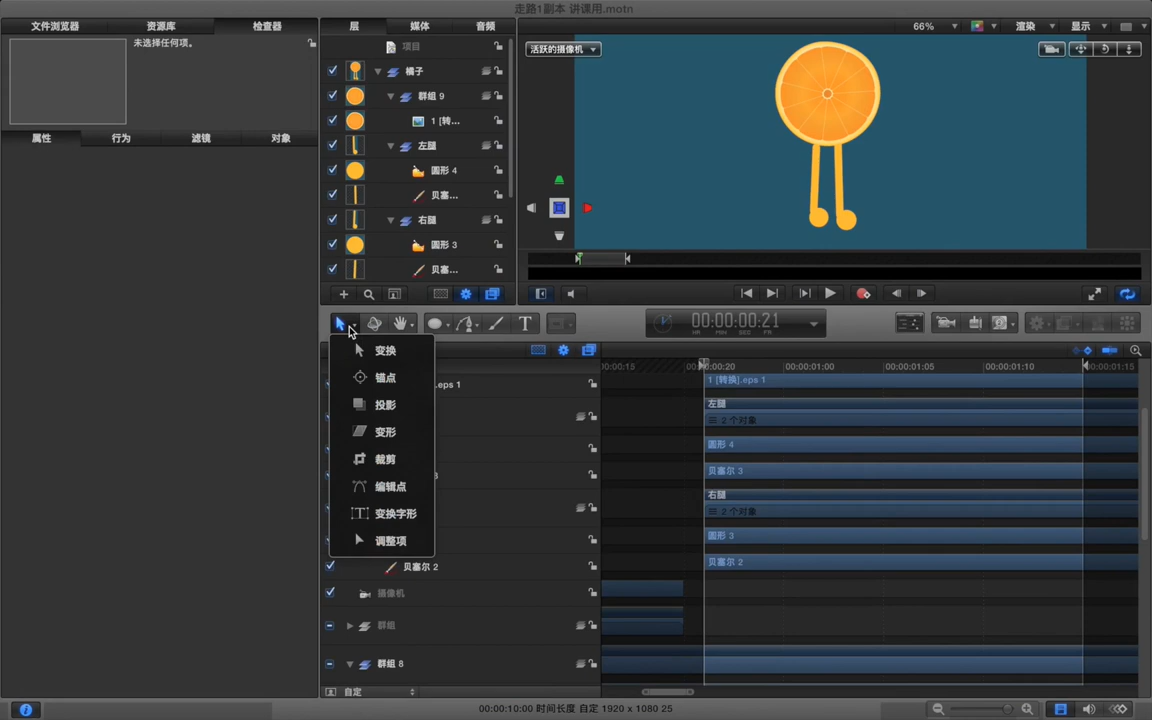 走路1副本 讲课用.motn
文件浏览器 资源库 检查器 层 媒体 音频 66% 渲染 显示
未选择任何项。
属性 行为 滤镜 对象
项目
橘子
群组 9
1 [转...
左腿
圆形 4
贝塞...
右腿
圆形 3
贝塞...
活跃的摄像机
T
00:00:00:21
HR MIN SEC FR
变换
锚点
投影
变形
裁剪
编辑点
变换字形
调整项
.eps 1
3
贝塞尔 2
摄像机
群组
群组 8
自定
00:00:15 00:00:00:20 00:00:01:00 00:00:01:05 00:00:01:10 00:00:01:15
1 [转换].eps 1
左腿
2 个对象
圆形 4
贝塞尔 3
右腿
2 个对象
圆形 3
贝塞尔 2
00:00:10:00 时间长度 自定 1920 x 1080 25